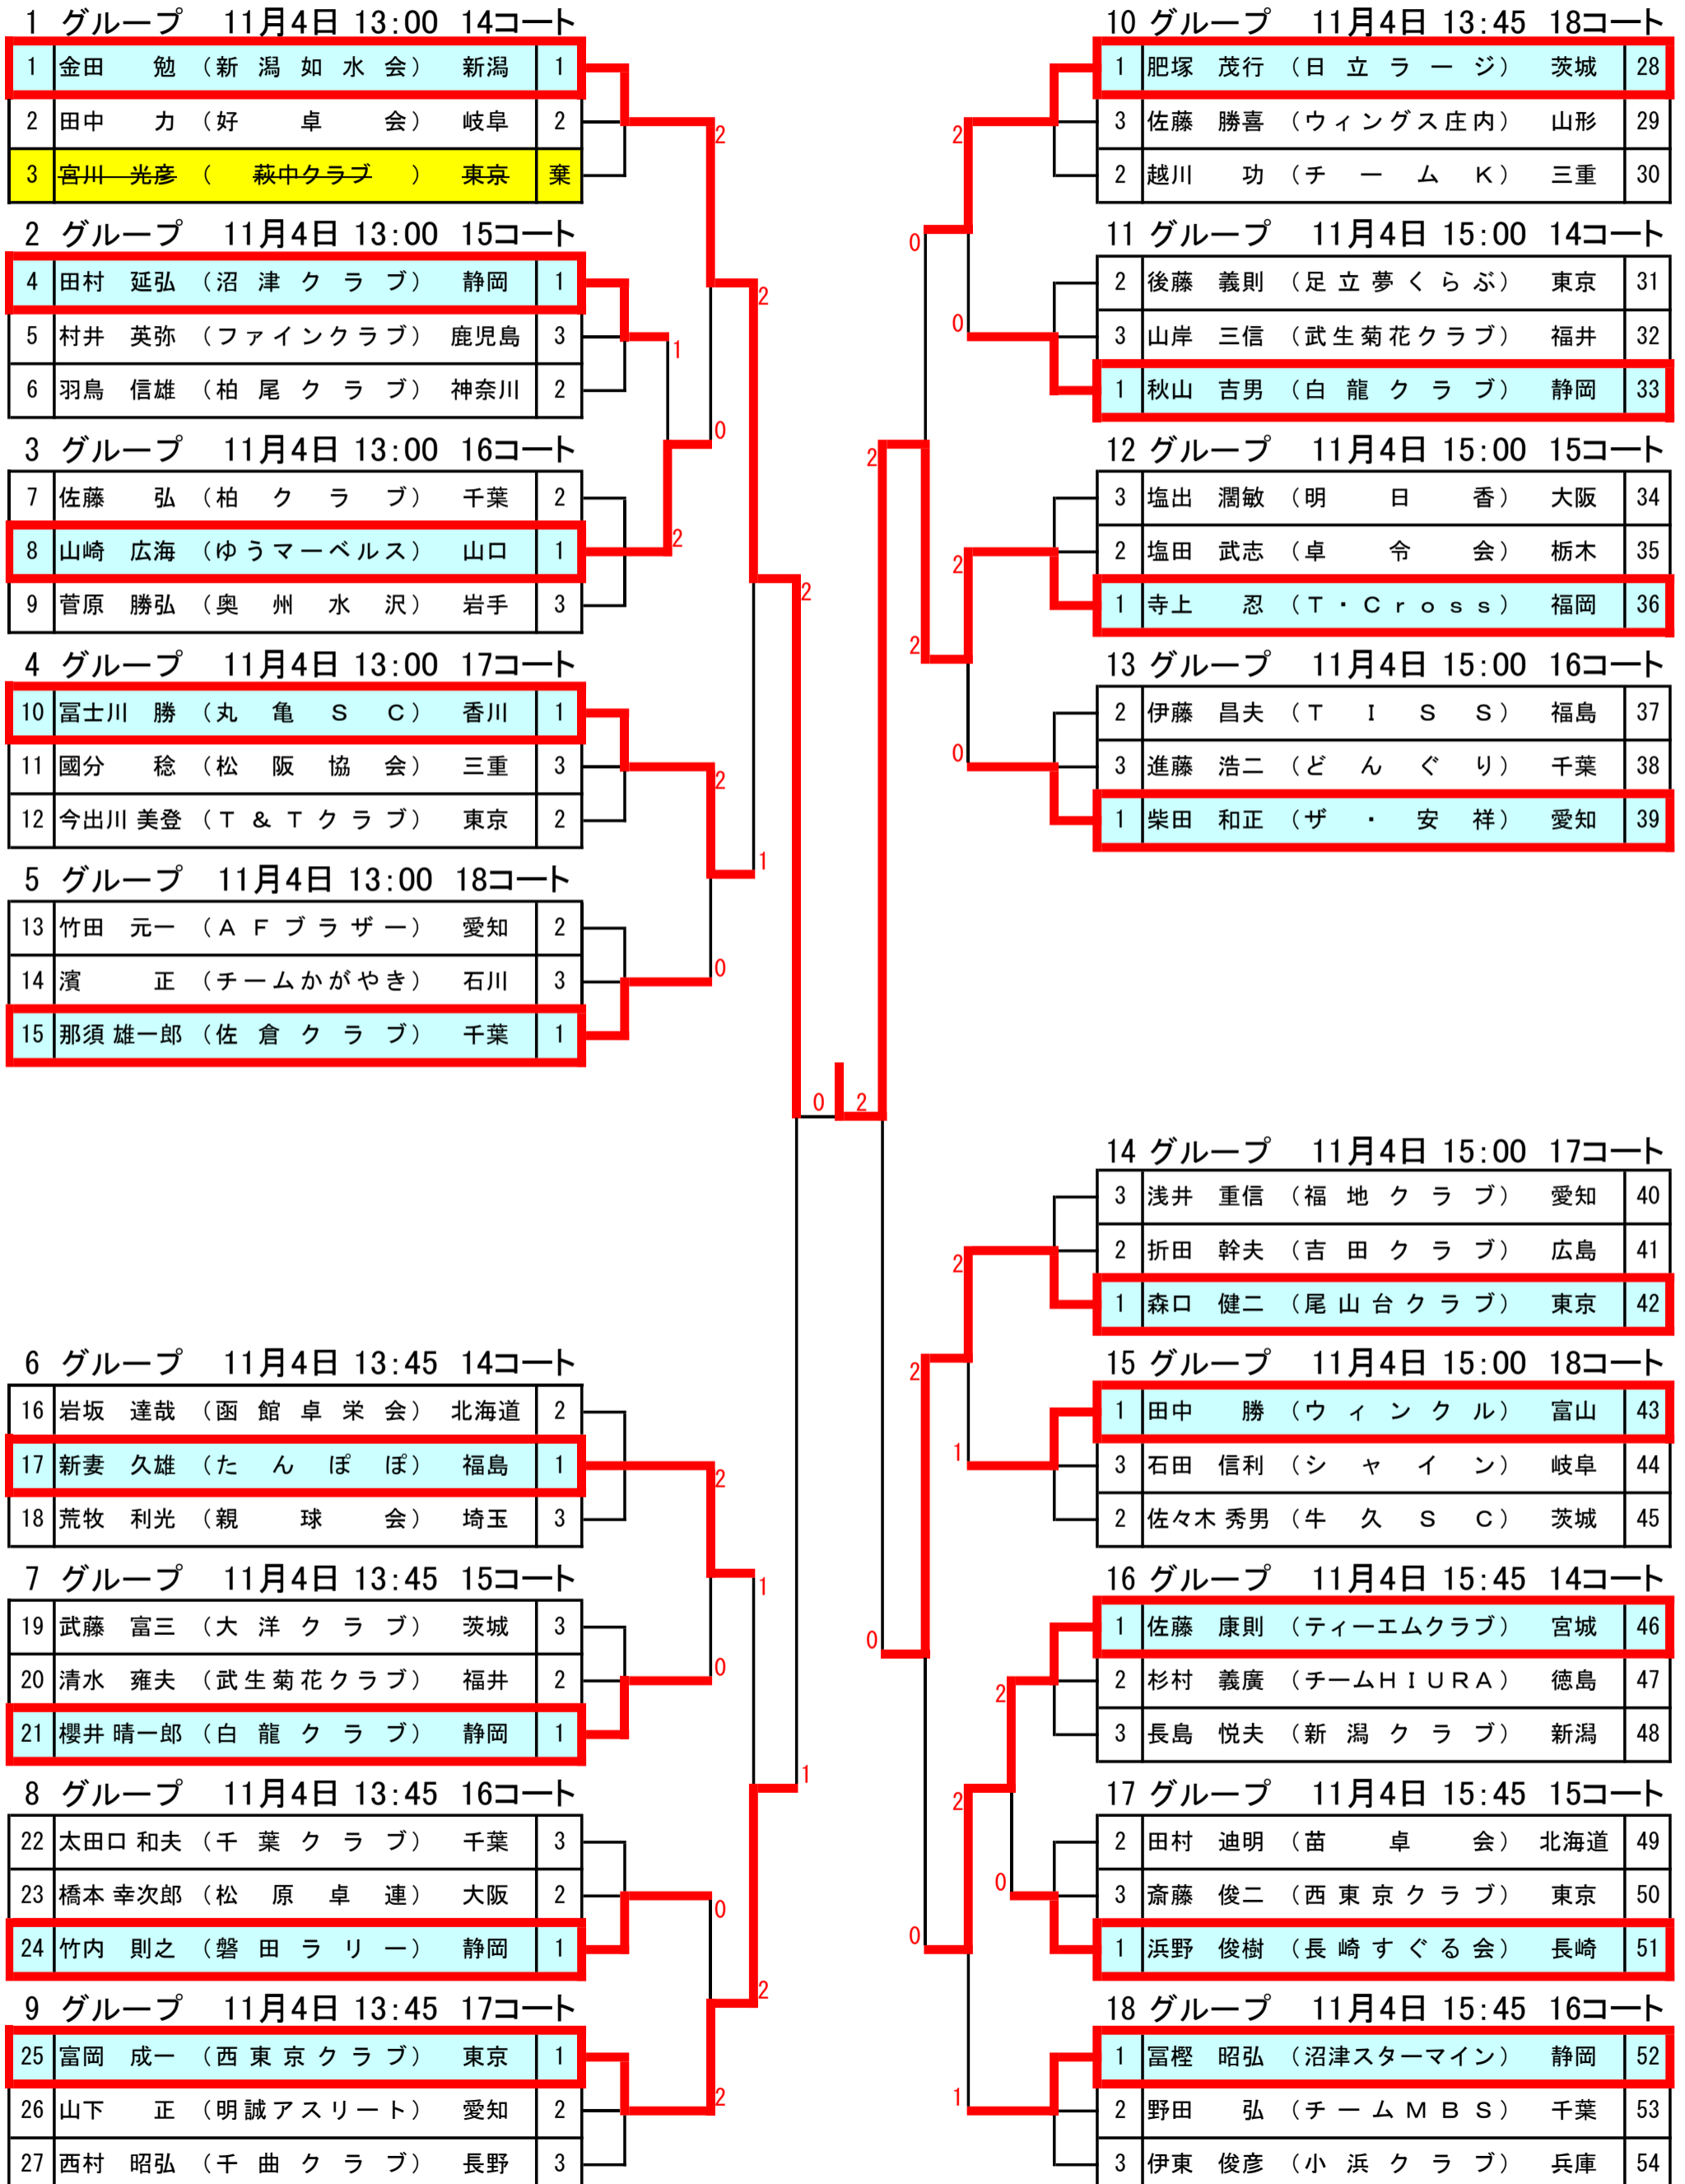 1 グループ 11月4日 13:00 14コート
1 金田 勉 (新潟如水会) 新潟 1
2 田中 力 (好卓会) 岐阜 2
3 宮川 光彦 (萩中クラブ) 東京 棄
2
0
2 グループ 11月4日 13:00 15コート
4 田村 延弘 (沼津クラブ) 静岡 1
5 村井 英弥 (ファインクラブ) 鹿児島 3
6 羽鳥 信雄 (柏尾クラブ) 神奈川 2
1
2
3 グループ 11月4日 13:00 16コート
7 佐藤 弘 (柏クラブ) 千葉 2
8 山崎 広海 (ゆうマーベルス) 山口 1
9 菅原 勝弘 (奥州水沢) 岩手 3
2
1
4 グループ 11月4日 13:00 17コート
10 冨士川 勝 (丸亀SC) 香川 1
11 國分 稔 (松阪協会) 三重 3
12 今出川 美登 (T&Tクラブ) 東京 2
2
0
5 グループ 11月4日 13:00 18コート
13 竹田 元一 (AFブラザー) 愛知 2
14 濱 正 (チームかがやき) 石川 3
15 那須 雄一郎 (佐倉クラブ) 千葉 1
2
1
6 グループ 11月4日 13:45 14コート
16 岩坂 達哉 (函館卓栄会) 北海道 2
17 新妻 久雄 (たんぽぽ) 福島 1
18 荒牧 利光 (親球会) 埼玉 3
2
0
7 グループ 11月4日 13:45 15コート
19 武藤 富三 (大洋クラブ) 茨城 3
20 清水 雍夫 (武生菊花クラブ) 福井 2
21 櫻井 晴一郎 (白龍クラブ) 静岡 1
1
2
8 グループ 11月4日 13:45 16コート
22 太田口 和夫 (千葉クラブ) 千葉 3
23 橋本 幸次郎 (松原卓連) 大阪 2
24 竹内 則之 (磐田ラリー) 静岡 1
0
2
9 グループ 11月4日 13:45 17コート
25 富岡 成一 (西東京クラブ) 東京 1
26 山下 正 (明誠アスリート) 愛知 2
27 西村 昭弘 (千曲クラブ) 長野 3
0 2
10 グループ 11月4日 13:45 18コート
1 肥塚 茂行 (日立ラージ) 茨城 28
3 佐藤 勝喜 (ウィングス庄内) 山形 29
2 越川 功 (チームK) 三重 30
2
0
11 グループ 11月4日 15:00 14コート
2 後藤 義則 (足立夢くらぶ) 東京 31
3 山岸 三信 (武生菊花クラブ) 福井 32
1 秋山 吉男 (白龍クラブ) 静岡 33
0
2
12 グループ 11月4日 15:00 15コート
3 塩出 濶敏 (明日香) 大阪 34
2 塩田 武志 (卓令会) 栃木 35
1 寺上 忍 (T・Cross) 福岡 36
2
0
13 グループ 11月4日 15:00 16コート
2 伊藤 昌夫 (TISS) 福島 37
3 進藤 浩二 (どんぐり) 千葉 38
1 柴田 和正 (ザ・安祥) 愛知 39
2
0
14 グループ 11月4日 15:00 17コート
3 浅井 重信 (福地クラブ) 愛知 40
2 折田 幹夫 (吉田クラブ) 広島 41
1 森口 健二 (尾山台クラブ) 東京 42
2
1
15 グループ 11月4日 15:00 18コート
1 田中 勝 (ウィンクル) 富山 43
3 石田 信利 (シャイン) 岐阜 44
2 佐々木 秀男 (牛久SC) 茨城 45
2
0
16 グループ 11月4日 15:45 14コート
1 佐藤 康則 (ティーエムクラブ) 宮城 46
2 杉村 義廣 (チームHIURA) 徳島 47
3 長島 悦夫 (新潟クラブ) 新潟 48
2
0
17 グループ 11月4日 15:45 15コート
2 田村 迪明 (苗卓会) 北海道 49
3 斎藤 俊二 (西東京クラブ) 東京 50
1 浜野 俊樹 (長崎すぐる会) 長崎 51
2
1
18 グループ 11月4日 15:45 16コート
1 冨樫 昭弘 (沼津スターマイン) 静岡 52
2 野田 弘 (チームMBS) 千葉 53
3 伊東 俊彦 (小浜クラブ) 兵庫 54